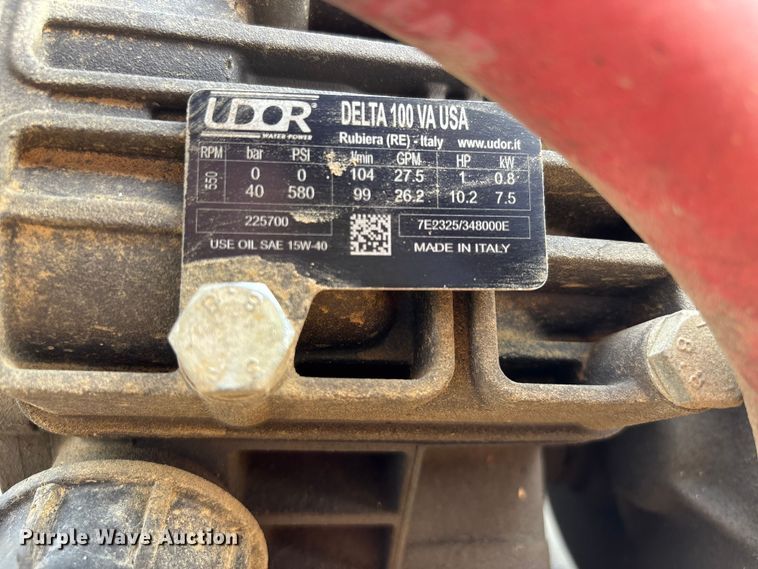 UDOR®
WATER POWER
DELTA 100 VA USA
Rubiera (RE) - Italy www.udor.it
RPM bar PSI l/min GPM HP kW
550 0 0 104 27.5 1 0.8
40 580 99 26.2 10.2 7.5
225700 7E2325/348000E
USE OIL SAE 15W-40 MADE IN ITALY
8.8
Purple Wave Auction